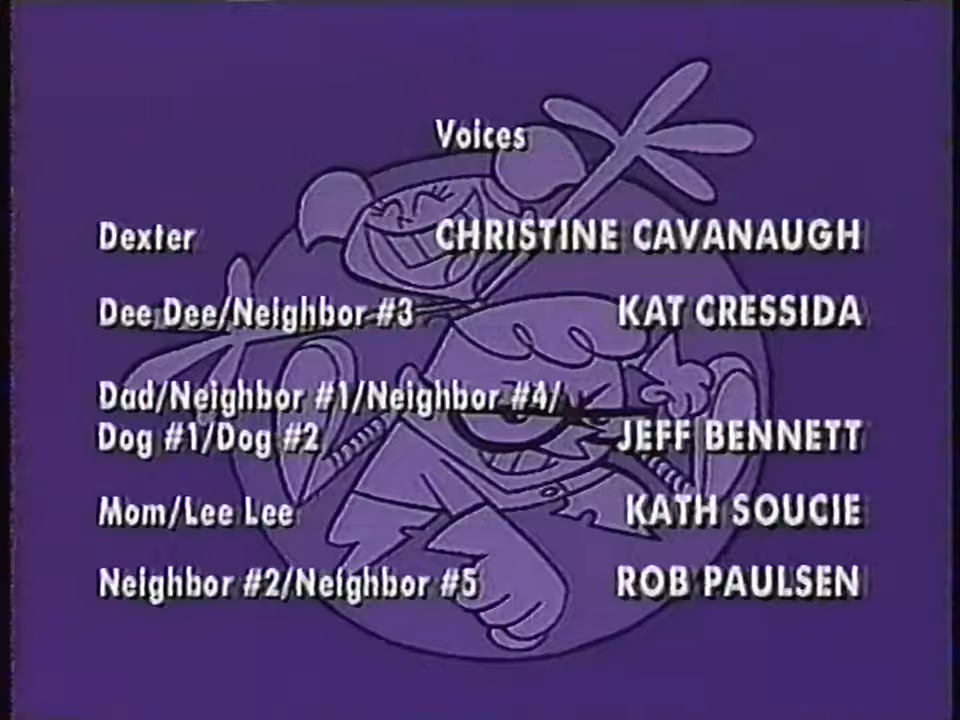 Voices
Dexter CHRISTINE CAVANAUGH
Dee Dee/Neighbor #3 KAT CRESSIDA
Dad/Neighbor #1/Neighbor #4/
Dog #1/Dog #2 JEFF BENNETT
Mom/Lee Lee KATH SOUCIE
Neighbor #2/Neighbor #5 ROB PAULSEN